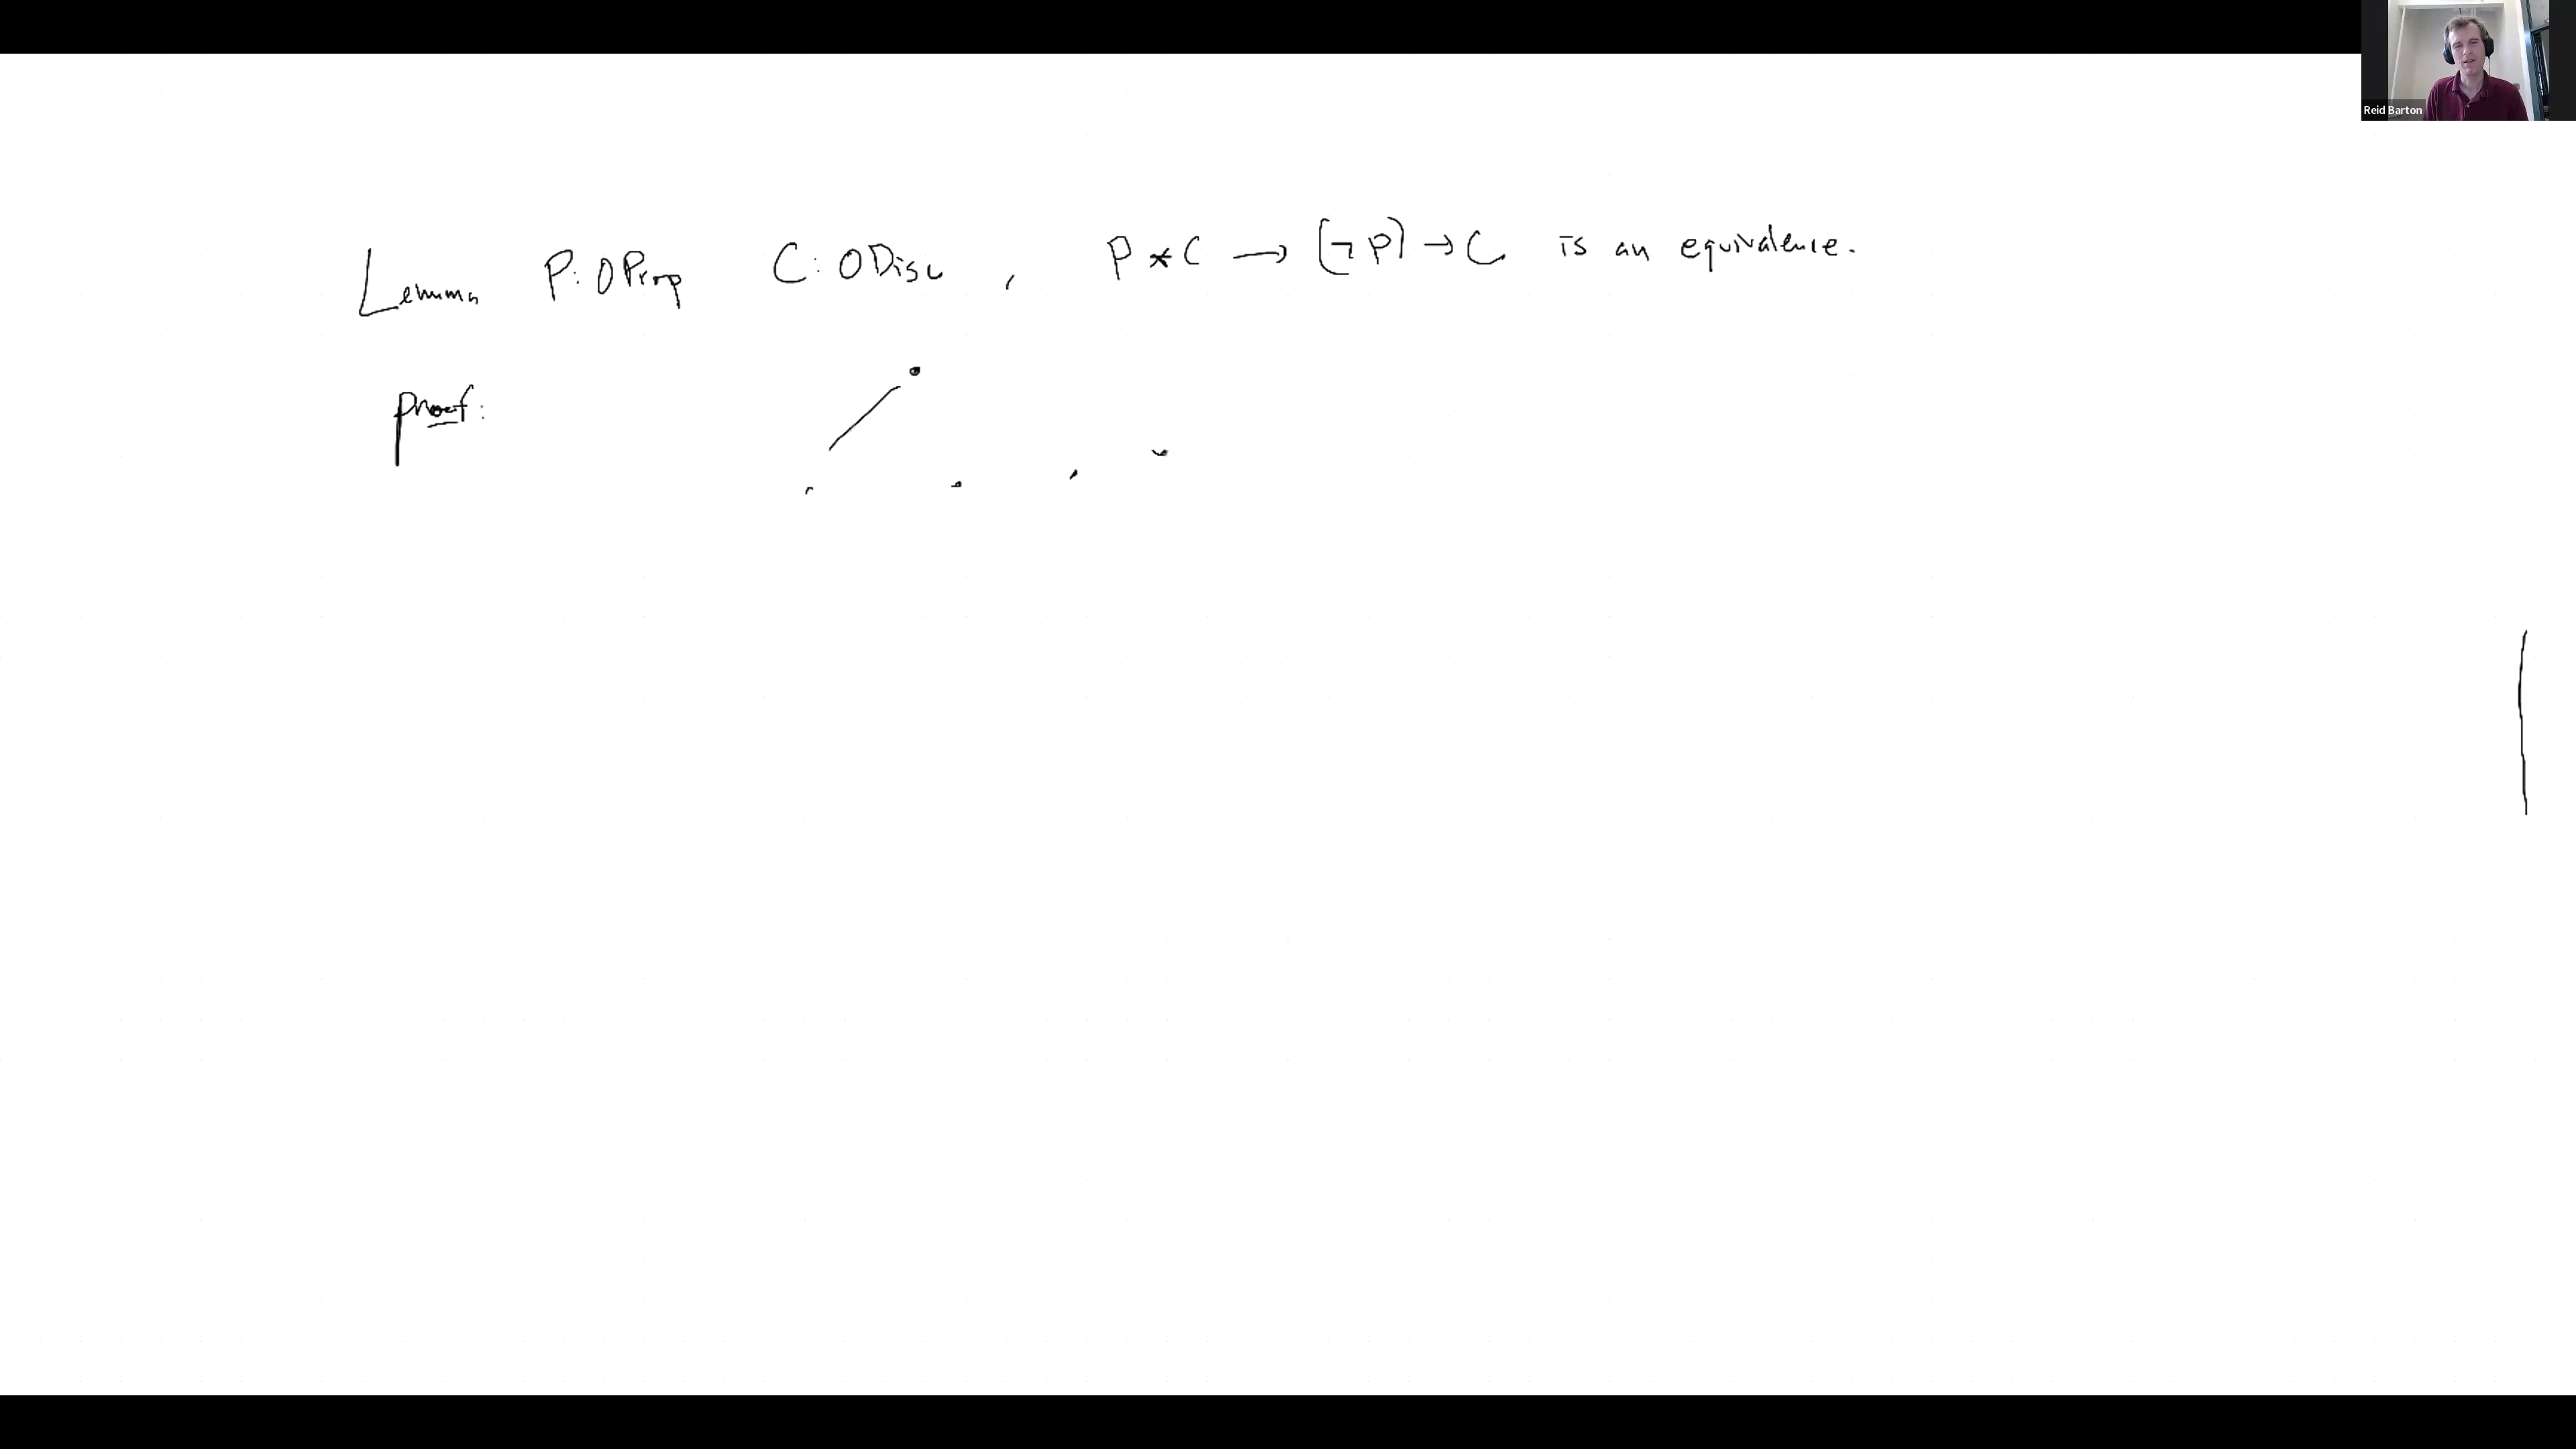 Reid Barton
Lemma P: OProp C: ODisc , P * C → (¬P) → C is an equivalence.
proof: